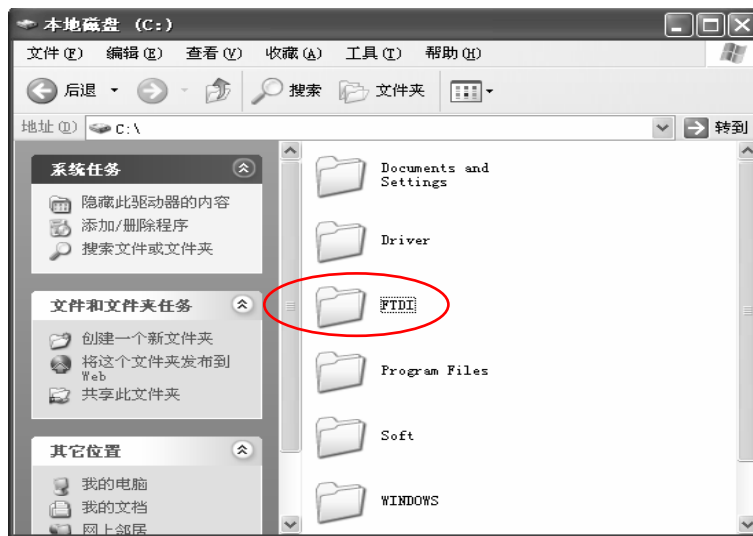 本地磁盘 (C:)
文件(F) 编辑(E) 查看(V) 收藏(A) 工具(T) 帮助(H)
后退 搜索 文件夹
地址(D) C:\ 转到
系统任务
隐藏此驱动器的内容
添加/删除程序
搜索文件或文件夹
文件和文件夹任务
创建一个新文件夹
将这个文件夹发布到
Web
共享此文件夹
其它位置
我的电脑
我的文档
网上邻居
Documents and
Settings
Driver
FTDI
Program Files
Soft
WINDOWS